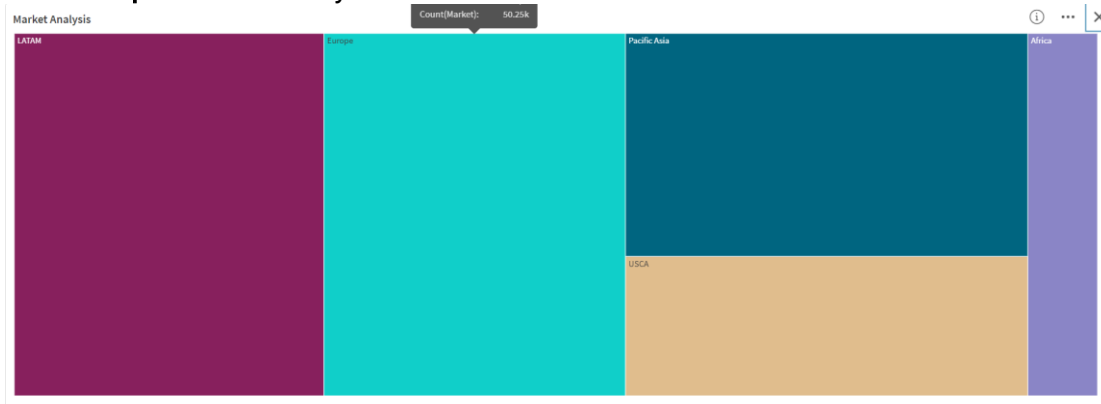 Market Analysis
Count(Market): 50.25k
LATAM
Europe
Pacific Asia
Africa
USCA